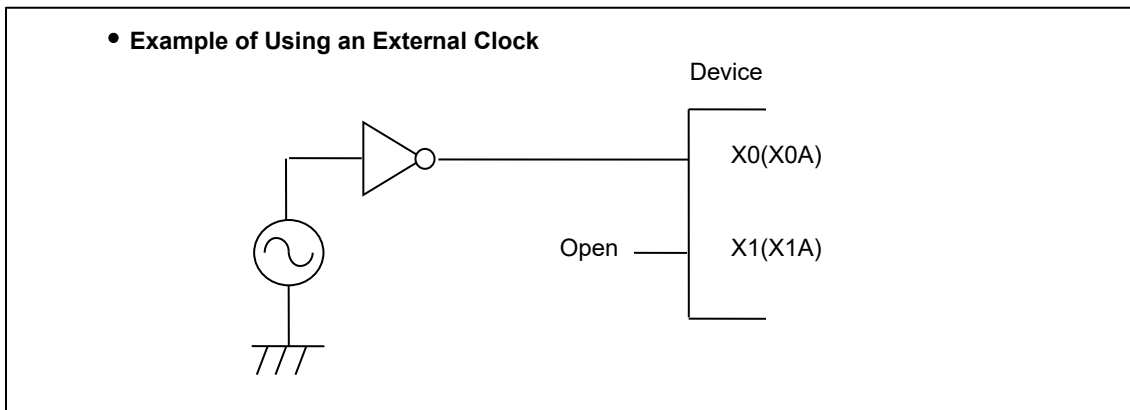 • Example of Using an External Clock
Device
X0(X0A)
Open
X1(X1A)